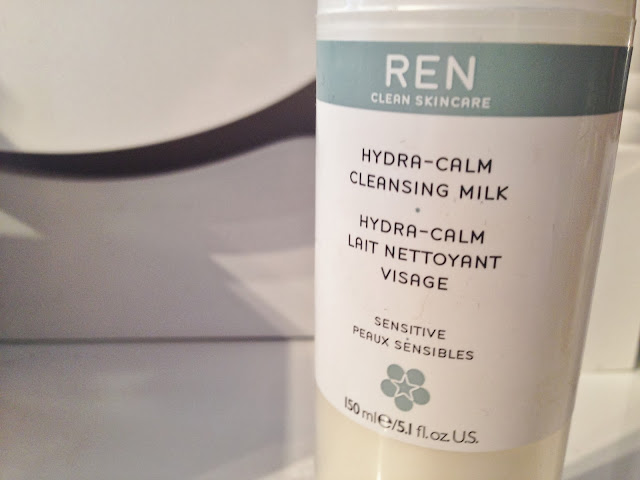 REN
CLEAN SKINCARE
HYDRA-CALM
CLEANSING MILK
HYDRA-CALM
LAIT NETTOYANT
VISAGE
SENSITIVE
PEAUX SENSIBLES
150 ml℮/5.1 fl.oz U.S.